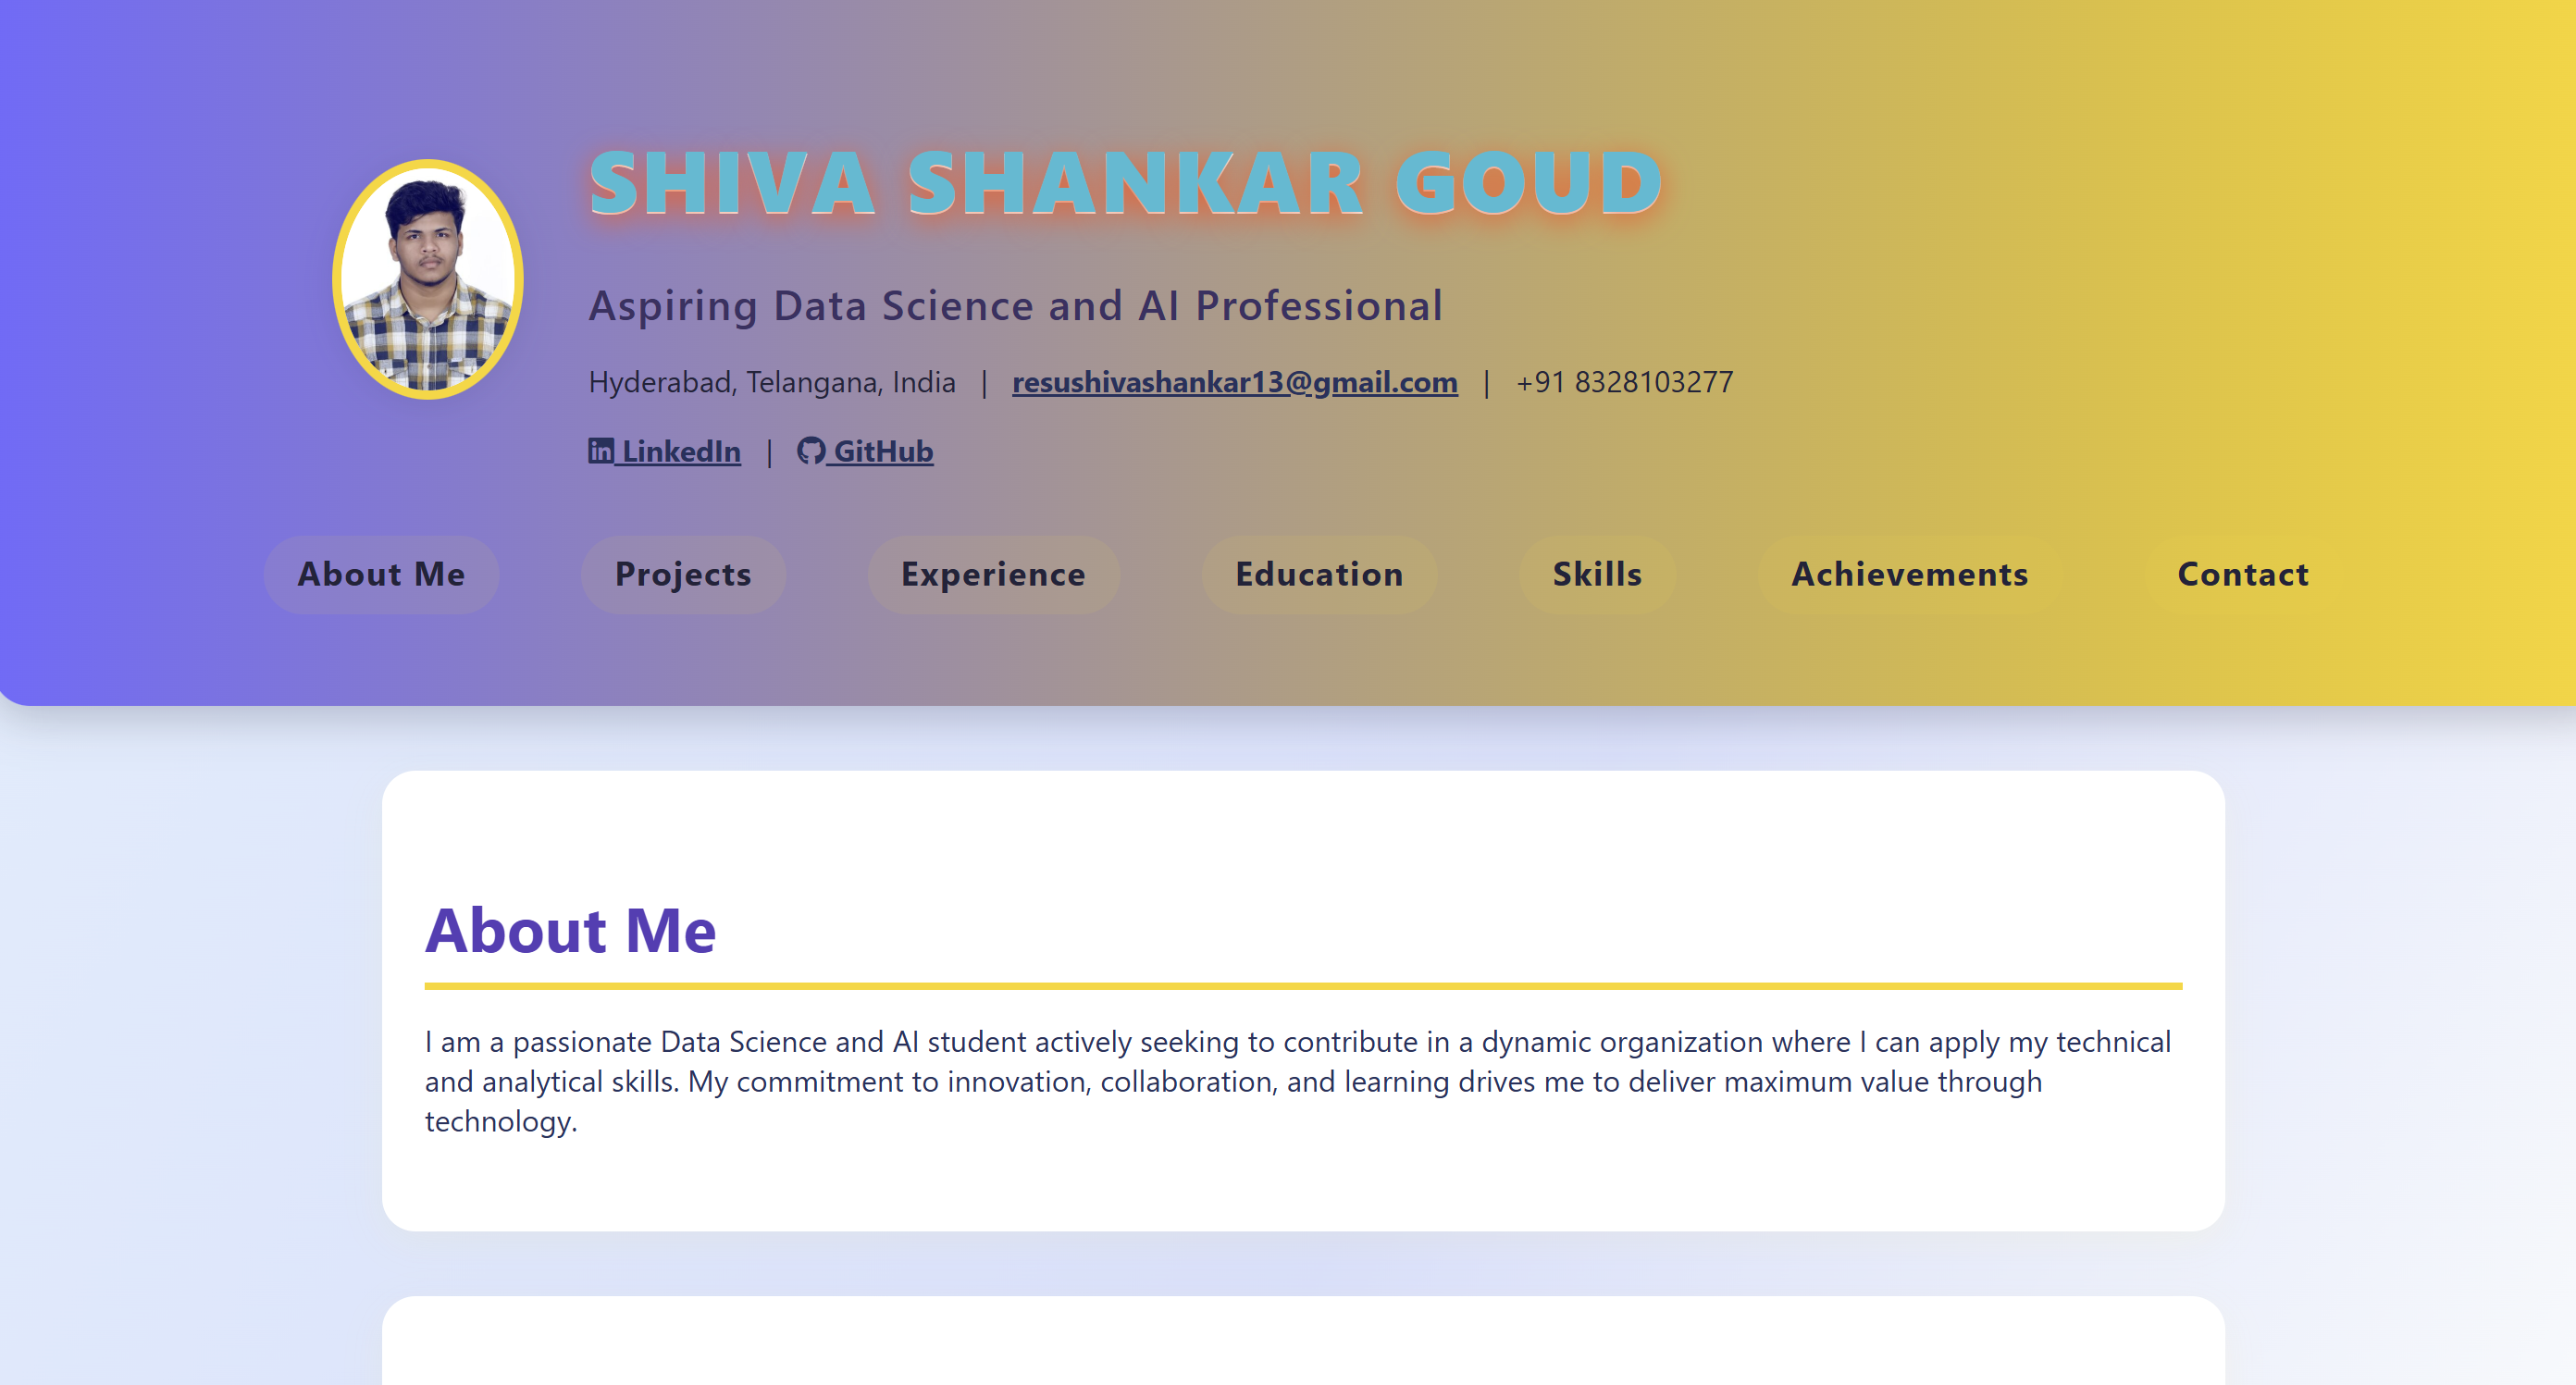 SHIVA SHANKAR GOUD
Aspiring Data Science and AI Professional
Hyderabad, Telangana, India | resushivashankar13@gmail.com | +91 8328103277
LinkedIn | GitHub
About Me Projects Experience Education Skills Achievements Contact
About Me
I am a passionate Data Science and AI student actively seeking to contribute in a dynamic organization where I can apply my technical
and analytical skills. My commitment to innovation, collaboration, and learning drives me to deliver maximum value through
technology.